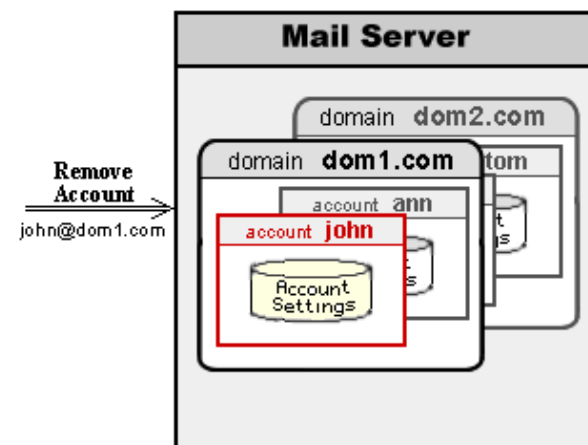 Mail Server
domain dom2.com
tom
domain dom1.com
account ann
account john
Account
Settings
Remove
Account
john@dom1.com